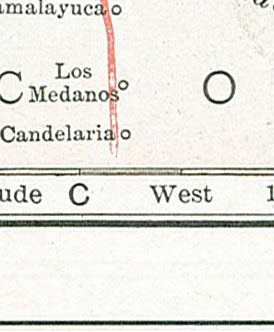 amalayuca
Los
C Medanos O
Candelaria
ude C West 1